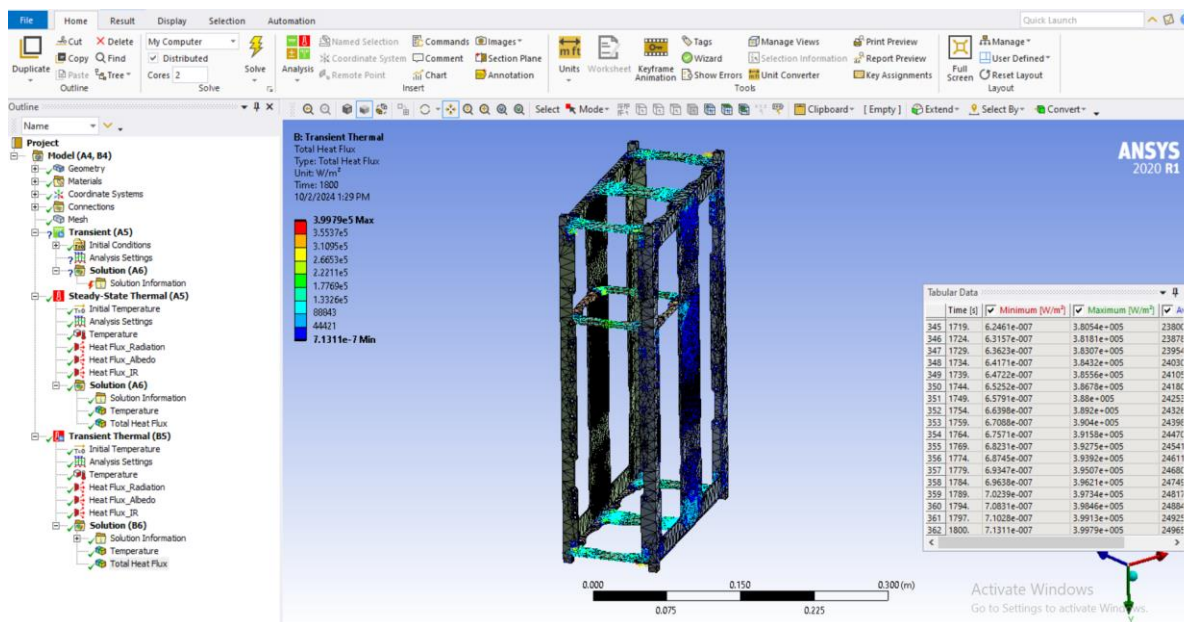 File Home Result Display Selection Automation Quick Launch
Cut Delete My Computer Named Selection Commands Images Tags Manage Views Print Preview Manage
Duplicate Copy Find Distributed Solve Analysis Coordinate System Comment Section Plane Units Worksheet Keyframe Animation Wizard Selection Information Report Preview Full Screen User Defined
Paste Tree Cores 2 Remote Point Chart Annotation Show Errors Unit Converter Key Assignments Reset Layout
Outline Solve Insert Tools Layout
Outline
Select Mode Clipboard [ Empty ] Extend Select By Convert
Name
Project
Model (A4, B4)
Geometry
Materials
Coordinate Systems
Connections
Mesh
Transient (A5)
Initial Conditions
Analysis Settings
Solution (A6)
Solution Information
Steady-State Thermal (A5)
Initial Temperature
Analysis Settings
Temperature
Heat Flux_Radiation
Heat Flux_Albedo
Heat Flux_IR
Solution (A6)
Solution Information
Temperature
Total Heat Flux
Transient Thermal (B5)
Initial Temperature
Analysis Settings
Temperature
Heat Flux_Radiation
Heat Flux_Albedo
Heat Flux_IR
Solution (B6)
Solution Information
Temperature
Total Heat Flux
B: Transient Thermal
Total Heat Flux
Type: Total Heat Flux
Unit: W/m²
Time: 1800
10/2/2024 1:29 PM
3.9979e5 Max
3.5537e5
3.1095e5
2.6653e5
2.2211e5
1.7769e5
1.3326e5
88843
44421
7.1311e-7 Min
ANSYS
2020 R1
Tabular Data
Time [s] Minimum [W/m²] Maximum [W/m²]
345 1719. 6.2461e-007 3.8054e+005 23800
346 1724. 6.3157e-007 3.8181e+005 23878
347 1729. 6.3623e-007 3.8307e+005 23954
348 1734. 6.4171e-007 3.8432e+005 24030
349 1739. 6.4722e-007 3.8556e+005 24105
350 1744. 6.5252e-007 3.8678e+005 24180
351 1749. 6.5791e-007 3.88e+005 24253
352 1754. 6.6398e-007 3.892e+005 24326
353 1759. 6.7088e-007 3.904e+005 24398
354 1764. 6.7571e-007 3.9158e+005 24470
355 1769. 6.8231e-007 3.9275e+005 24541
356 1774. 6.8745e-007 3.9392e+005 24611
357 1779. 6.9347e-007 3.9507e+005 24680
358 1784. 6.9638e-007 3.9621e+005 24749
359 1789. 7.0239e-007 3.9734e+005 24817
360 1794. 7.0831e-007 3.9846e+005 24884
361 1797. 7.1028e-007 3.9913e+005 24925
362 1800. 7.1311e-007 3.9979e+005 24965
0.000 0.150 0.300 (m)
0.075 0.225
Activate Windows
Go to Settings to activate Windows.
Y